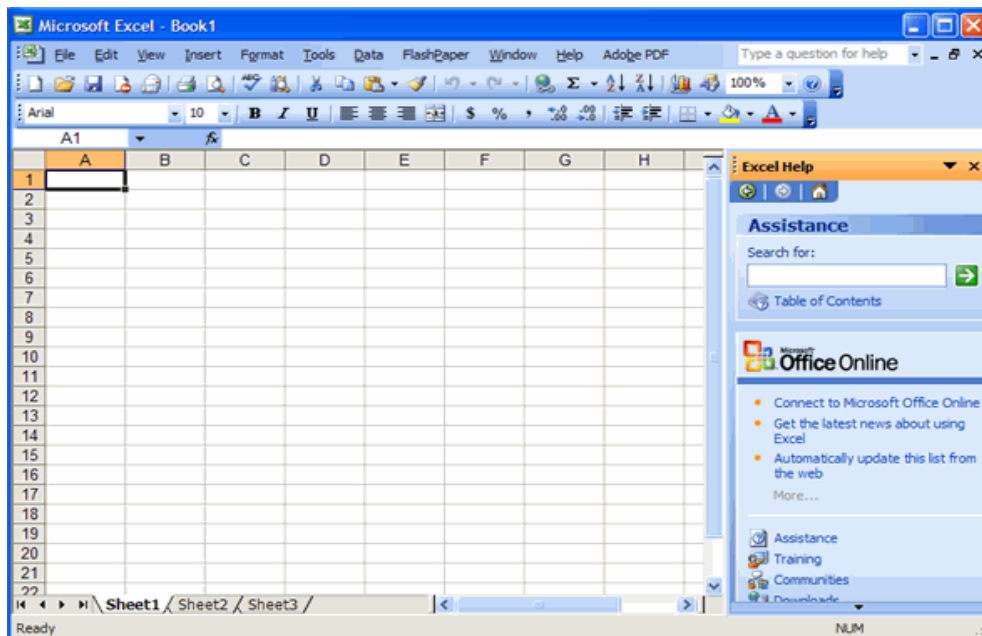 Microsoft Excel - Book1
File Edit View Insert Format Tools Data FlashPaper Window Help Adobe PDF Type a question for help
100%
Arial 10 B I U $ % ,
A1 fx
A B C D E F G H
1
2
3
4
5
6
7
8
9
10
11
12
13
14
15
16
17
18
19
20
21
22
Sheet1 / Sheet2 / Sheet3 /
Ready
NUM
Excel Help
Assistance
Search for:
Table of Contents
Microsoft
Office Online
Connect to Microsoft Office Online
Get the latest news about using
Excel
Automatically update this list from
the web
More...
Assistance
Training
Communities
Downloads